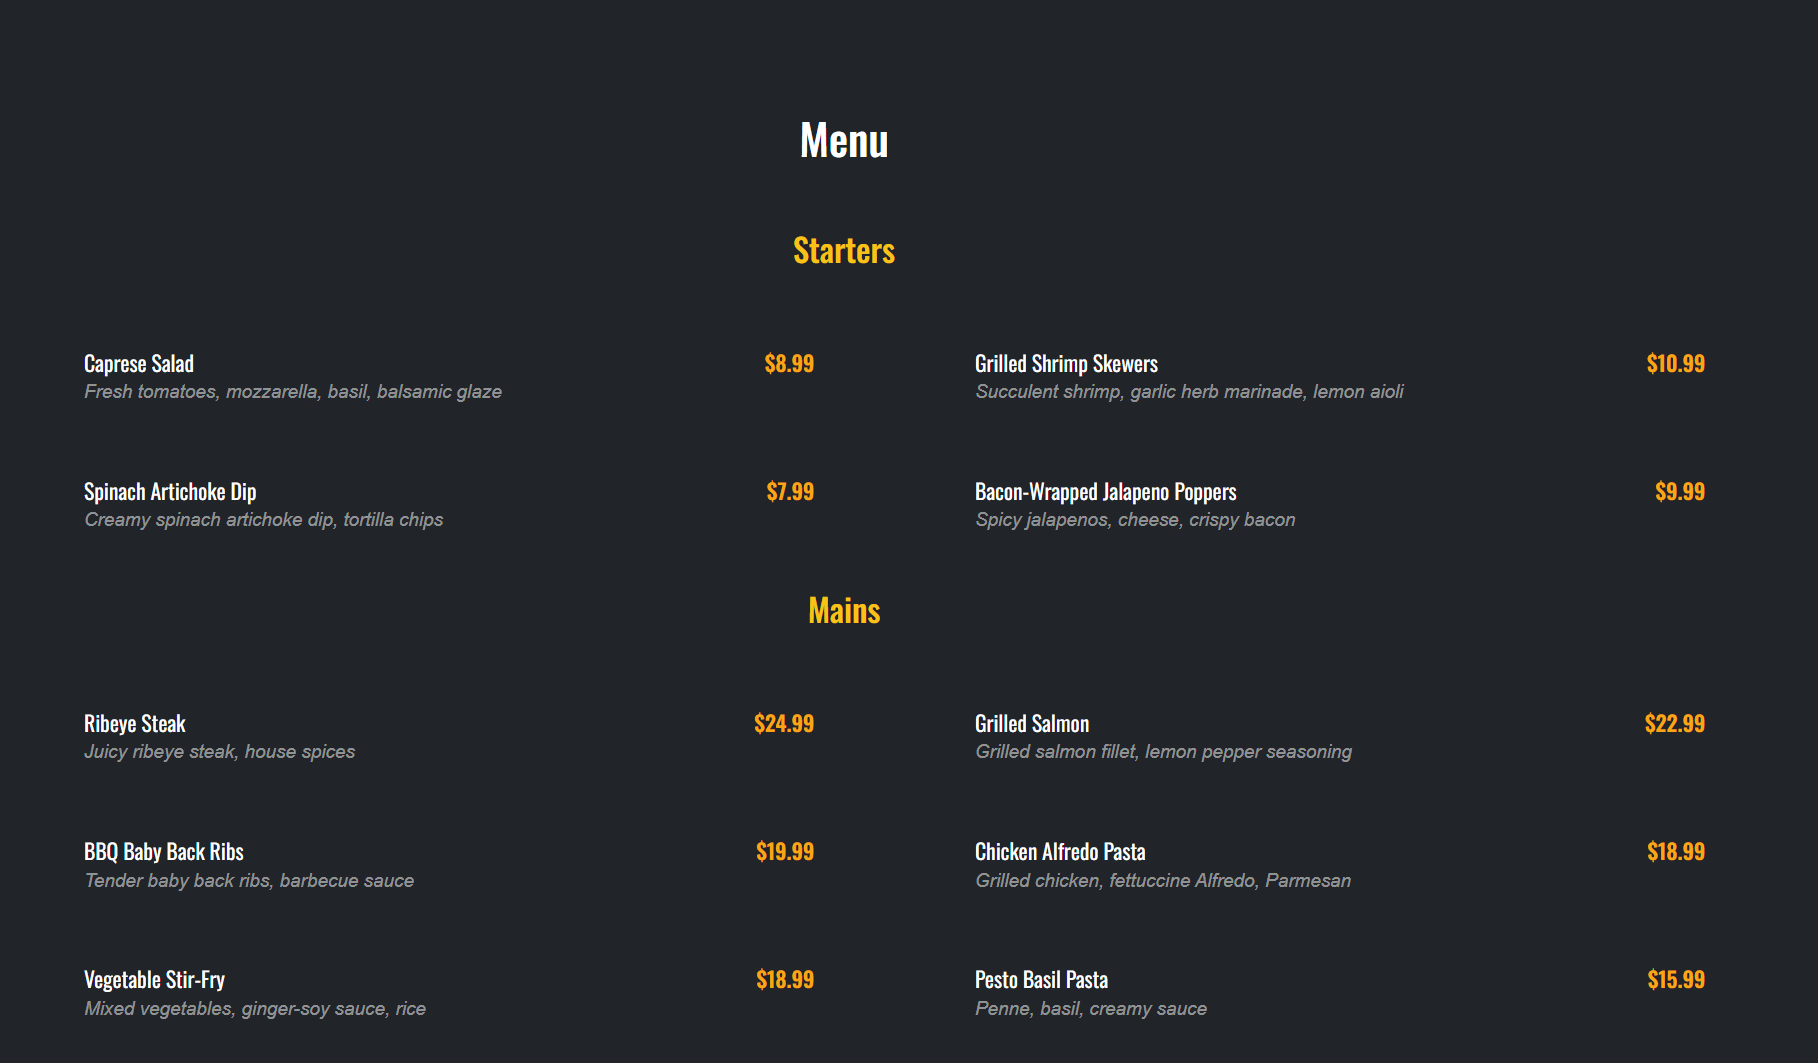 Menu
Starters
Caprese Salad $8.99
Fresh tomatoes, mozzarella, basil, balsamic glaze
Grilled Shrimp Skewers $10.99
Succulent shrimp, garlic herb marinade, lemon aioli
Spinach Artichoke Dip $7.99
Creamy spinach artichoke dip, tortilla chips
Bacon-Wrapped Jalapeno Poppers $9.99
Spicy jalapenos, cheese, crispy bacon
Mains
Ribeye Steak $24.99
Juicy ribeye steak, house spices
Grilled Salmon $22.99
Grilled salmon fillet, lemon pepper seasoning
BBQ Baby Back Ribs $19.99
Tender baby back ribs, barbecue sauce
Chicken Alfredo Pasta $18.99
Grilled chicken, fettuccine Alfredo, Parmesan
Vegetable Stir-Fry $18.99
Mixed vegetables, ginger-soy sauce, rice
Pesto Basil Pasta $15.99
Penne, basil, creamy sauce